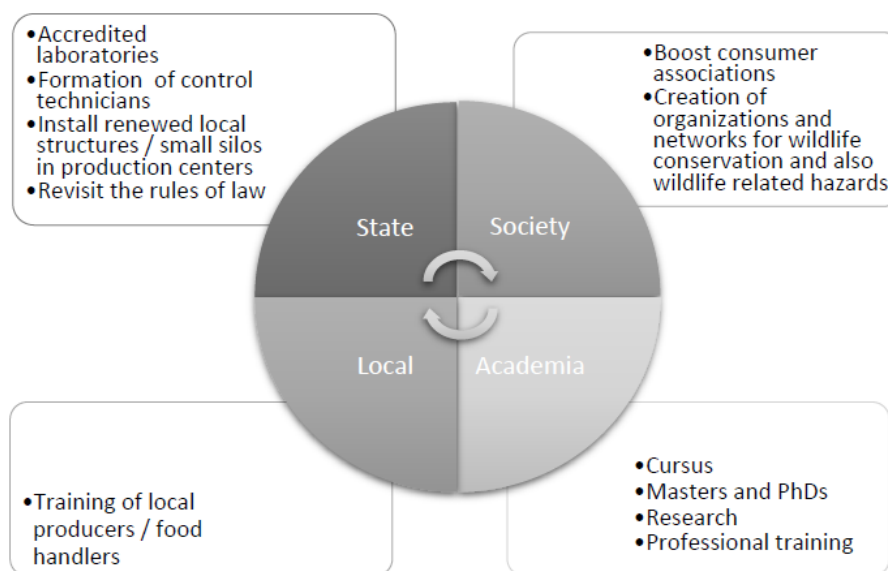 •Accredited
laboratories
•Formation of control
technicians
•Install renewed local
structures / small silos
in production centers
•Revisit the rules of law
•Boost consumer
associations
•Creation of
organizations and
networks for wildlife
conservation and also
wildlife related hazards
State
Society
Local
Academia
•Training of local
producers / food
handlers
•Cursus
•Masters and PhDs
•Research
•Professional training